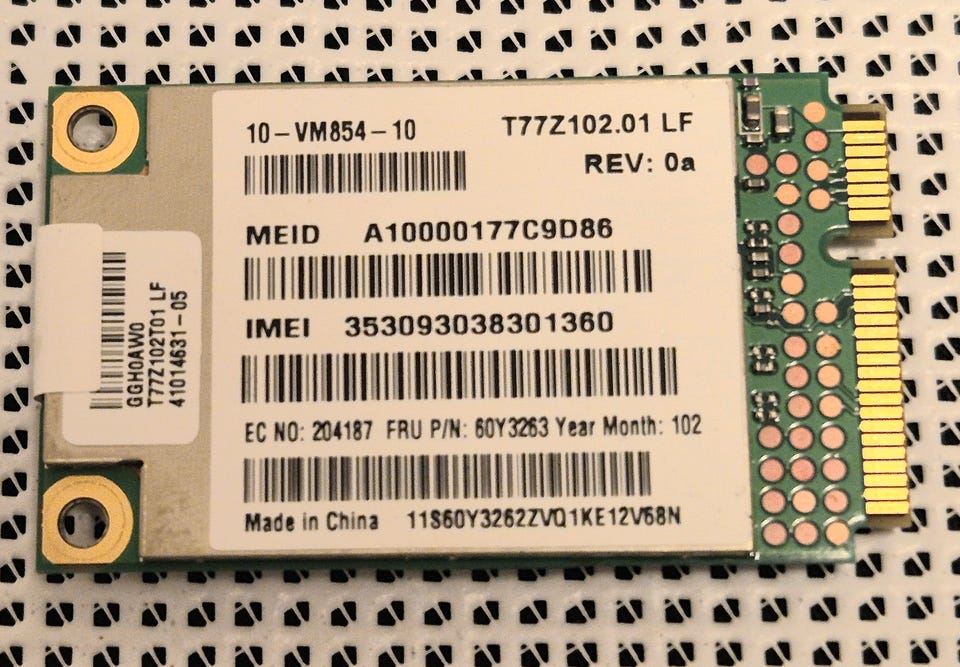 10-VM854-10
T77Z102.01 LF
REV: 0a
MEID A10000177C9D86
IMEI 353093038301360
EC NO: 204187 FRU P/N: 60Y3263 Year Month: 102
Made in China 11S60Y3262ZVQ1KE12V68N
GGH0AW0
T77Z102T01 LF
41014631-05